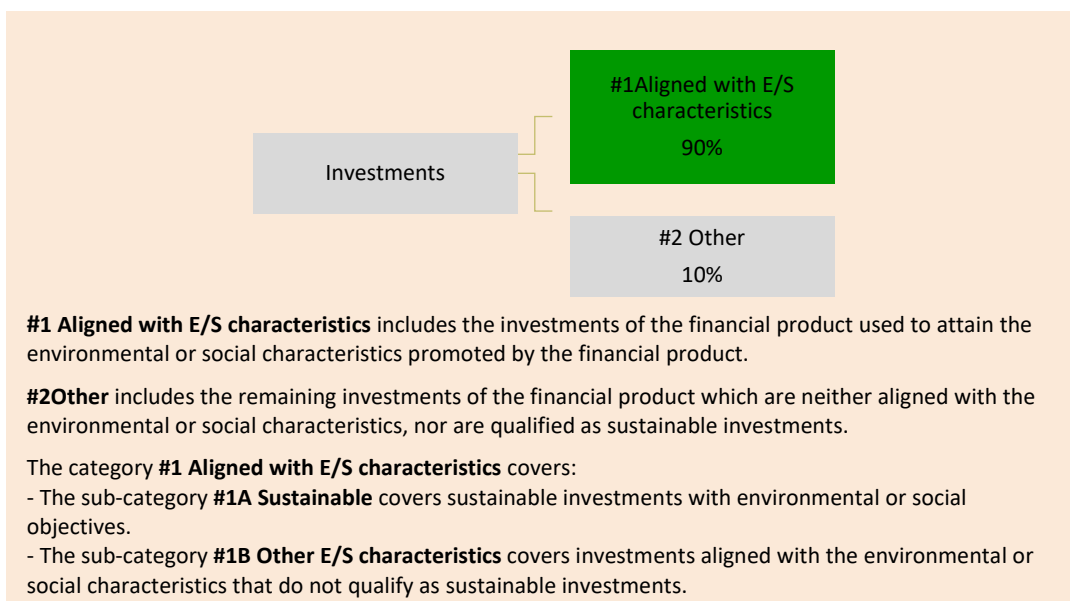 #1Aligned with E/S
characteristics
90%
Investments
#2 Other
10%
#1 Aligned with E/S characteristics includes the investments of the financial product used to attain the
environmental or social characteristics promoted by the financial product.
#2Other includes the remaining investments of the financial product which are neither aligned with the
environmental or social characteristics, nor are qualified as sustainable investments.
The category #1 Aligned with E/S characteristics covers:
- The sub-category #1A Sustainable covers sustainable investments with environmental or social
objectives.
- The sub-category #1B Other E/S characteristics covers investments aligned with the environmental or
social characteristics that do not qualify as sustainable investments.